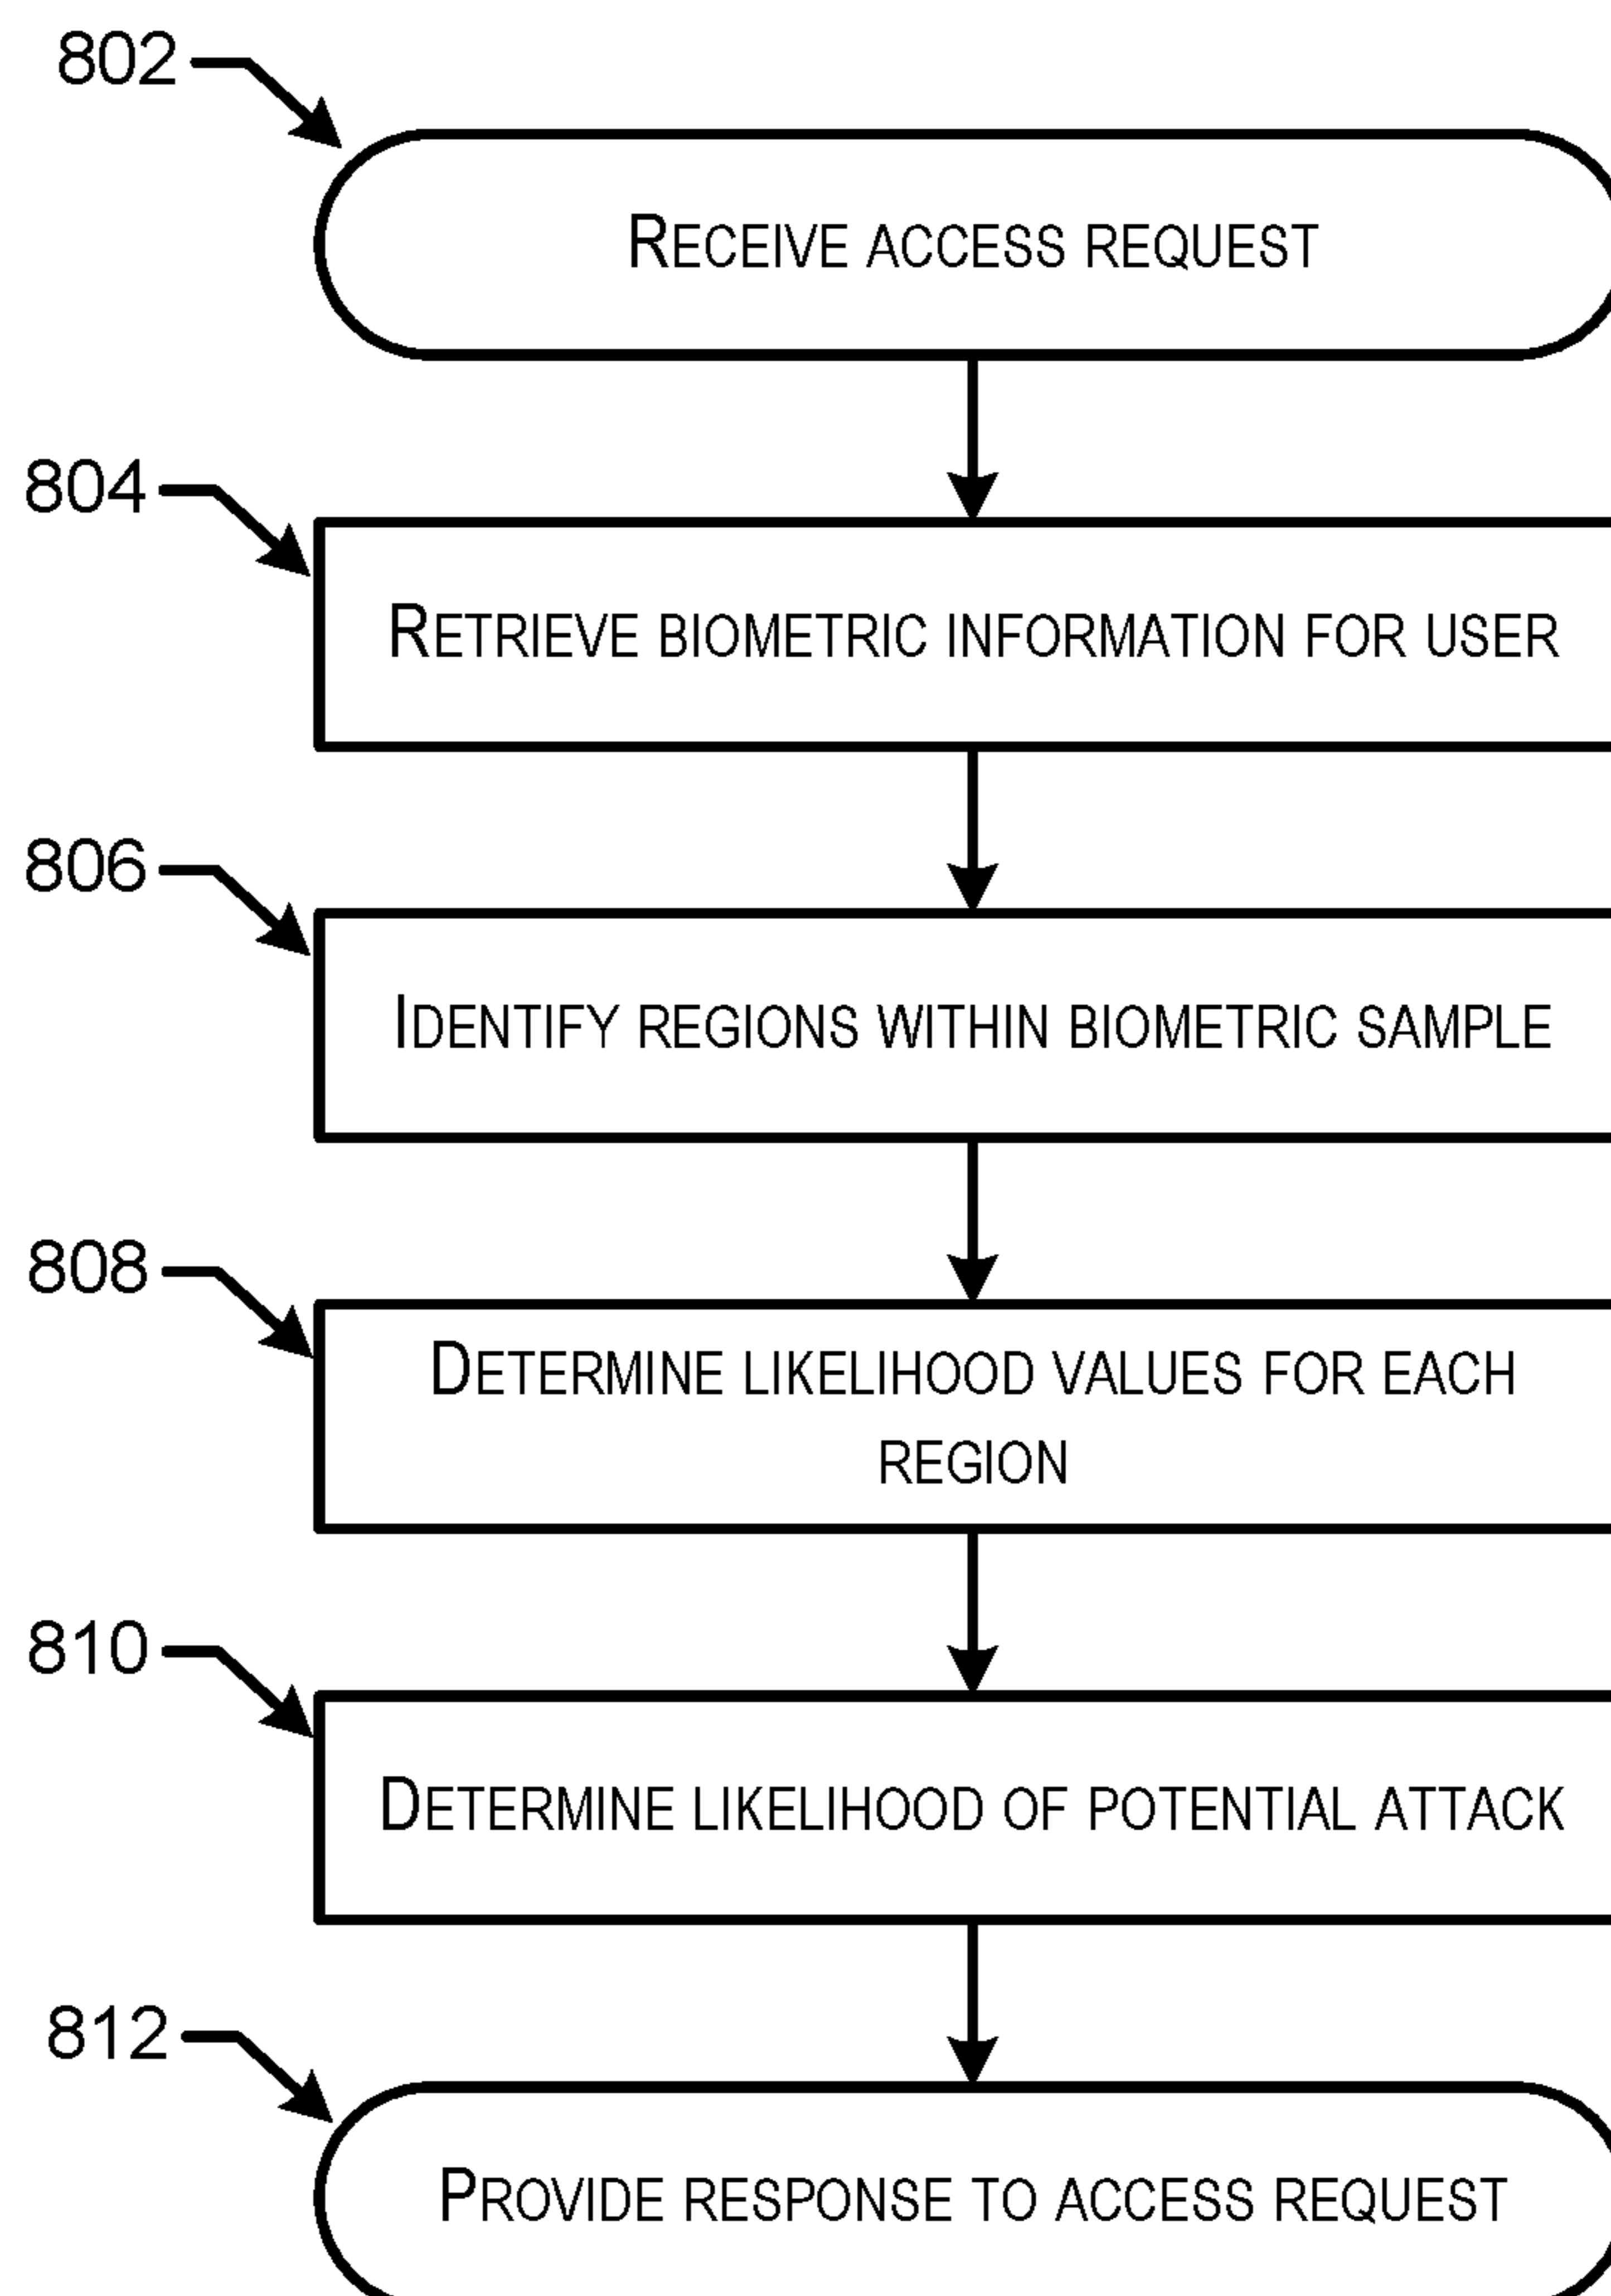 802
RECEIVE ACCESS REQUEST
804
RETRIEVE BIOMETRIC INFORMATION FOR USER
806
IDENTIFY REGIONS WITHIN BIOMETRIC SAMPLE
808
DETERMINE LIKELIHOOD VALUES FOR EACH
REGION
810
DETERMINE LIKELIHOOD OF POTENTIAL ATTACK
812
PROVIDE RESPONSE TO ACCESS REQUEST